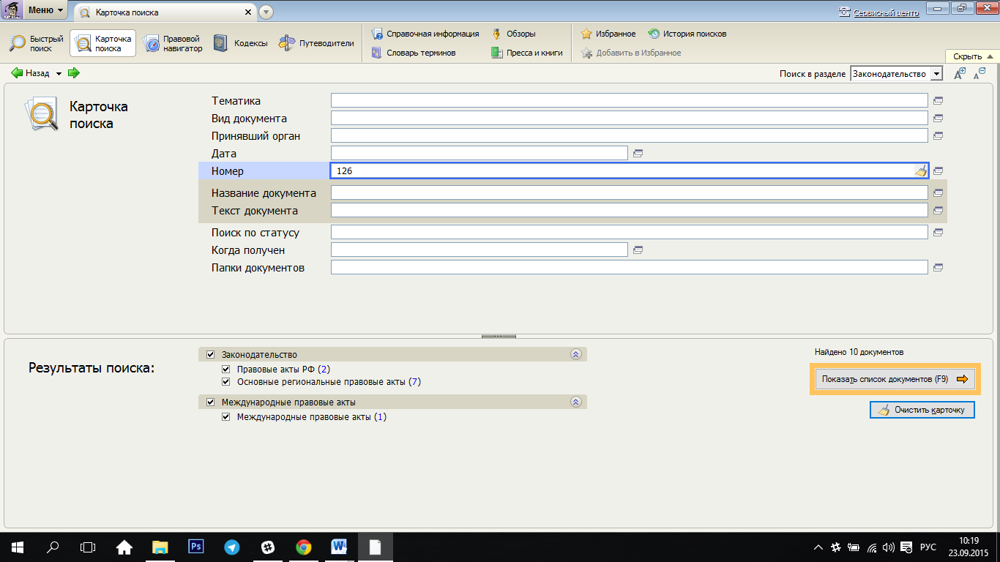 Меню
Карточка поиска
Сервисный центр
Быстрый
поиск
Карточка
поиска
Правовой
навигатор
Кодексы
Путеводители
Справочная информация
Словарь терминов
Обзоры
Пресса и книги
Избранное
История поисков
Добавить в Избранное
Скрыть
Назад
Поиск в разделе
Законодательство
Карточка
поиска
Тематика
Вид документа
Принявший орган
Дата
Номер 126
Название документа
Текст документа
Поиск по статусу
Когда получен
Папки документов
Результаты поиска:
Законодательство
Правовые акты РФ (2)
Основные региональные правовые акты (7)
Международные правовые акты
Международные правовые акты (1)
Найдено 10 документов
Показать список документов (F9)
Очистить карточку
Ps
W
РУС
10:19
23.09.2015